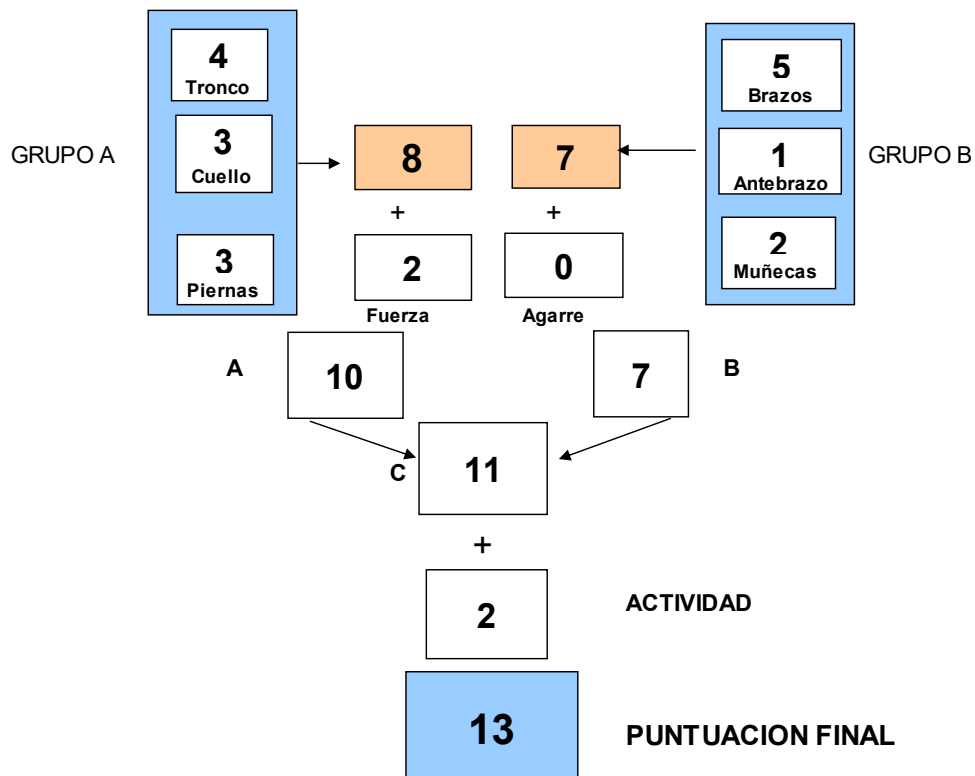 4
Tronco
3
Cuello
3
Piernas
GRUPO A
8
+
2
Fuerza
7
+
0
Agarre
5
Brazos
1
Antebrazo
2
Muñecas
GRUPO B
A
10
7
B
C
11
+
2
ACTIVIDAD
13
PUNTUACION FINAL